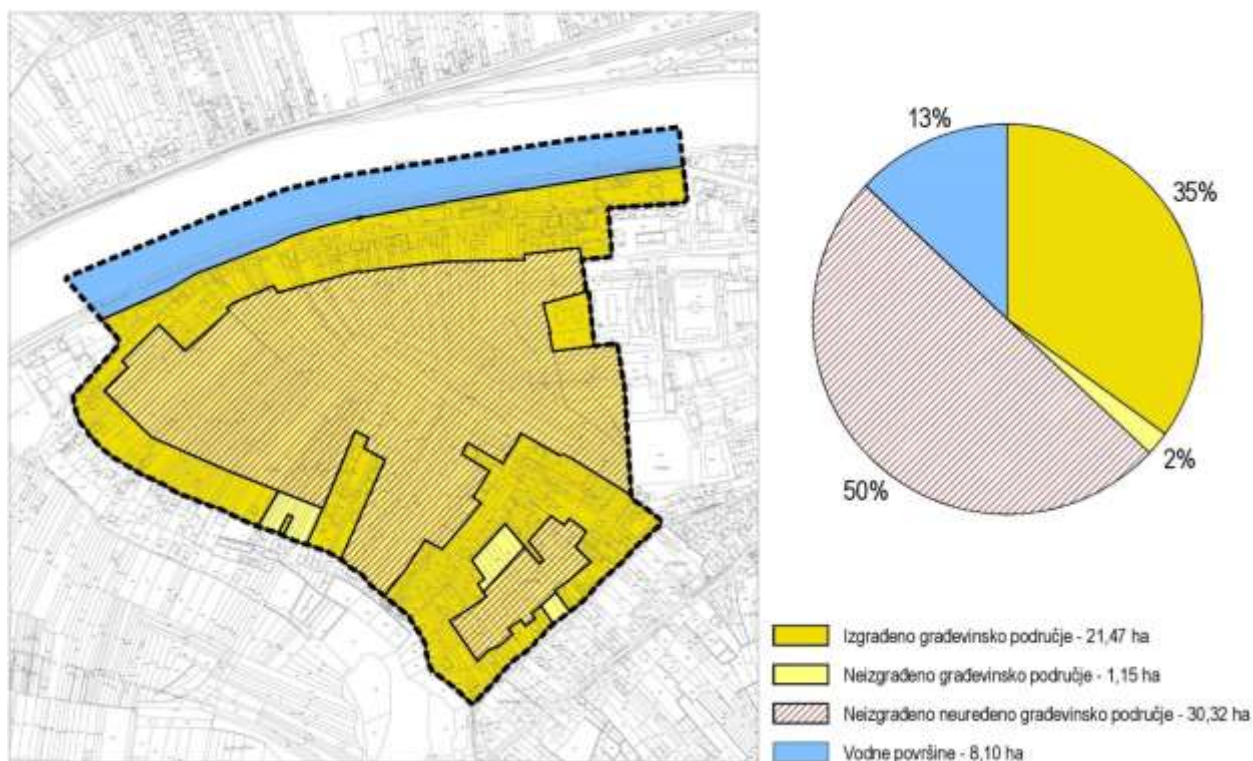 13%
35%
2%
50%
Izgrađeno građevinsko područje - 21,47 ha
Neizgrađeno građevinsko područje - 1,15 ha
Neizgrađeno neuređeno građevinsko područje - 30,32 ha
Vodne površine - 8,10 ha